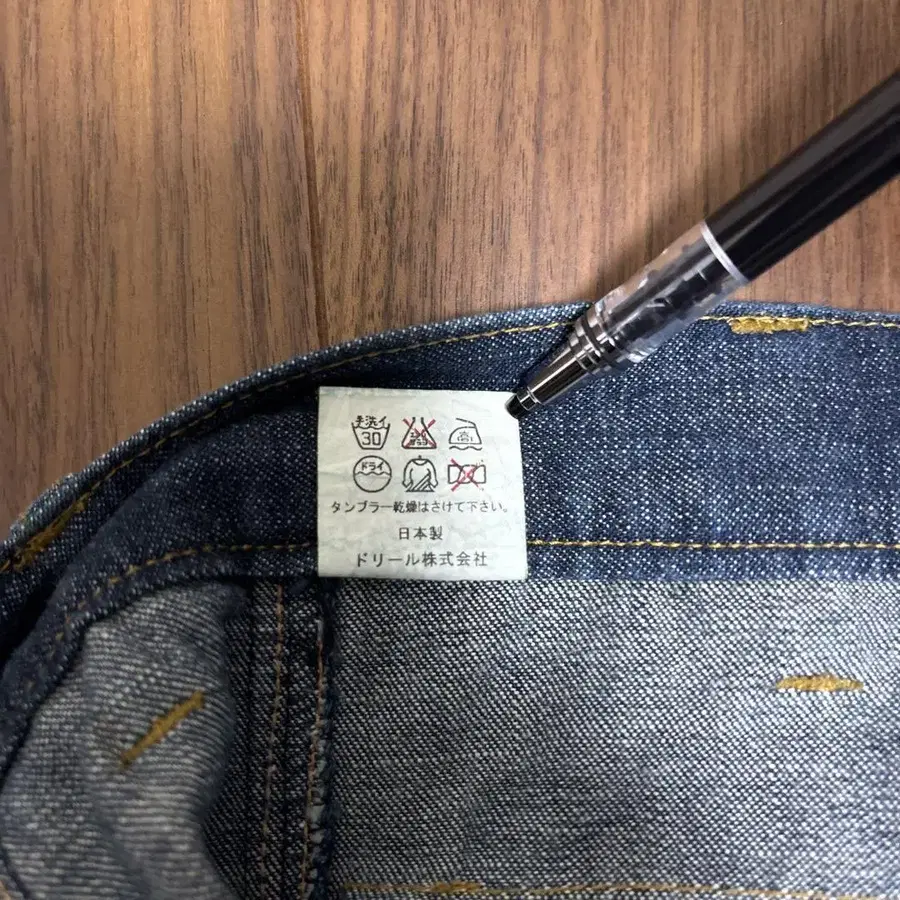 手洗イ
30
高
ドライ
タンブラー乾燥はさけて下さい。
日本製
ドリール株式会社